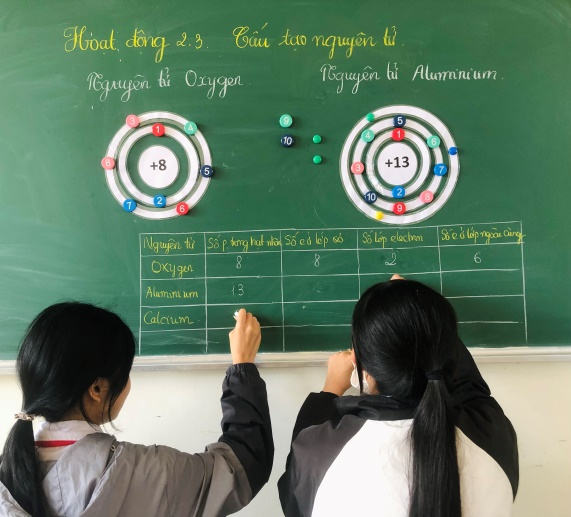 Hoạt động 2.3. Cấu tạo nguyên tử.
Nguyên tử Oxygen
Nguyên tử Aluminium.
3 1 4 8 +8 5 7 2 6
9
10
5 4 1 6 3 +13 7 10 2 8 9
Nguyên tử Số p trong hạt nhân Số e ở lớp vỏ Số lớp electron Số e ở lớp ngoài cùng
Oxygen 8 8 2 6
Aluminium 13
Calcium